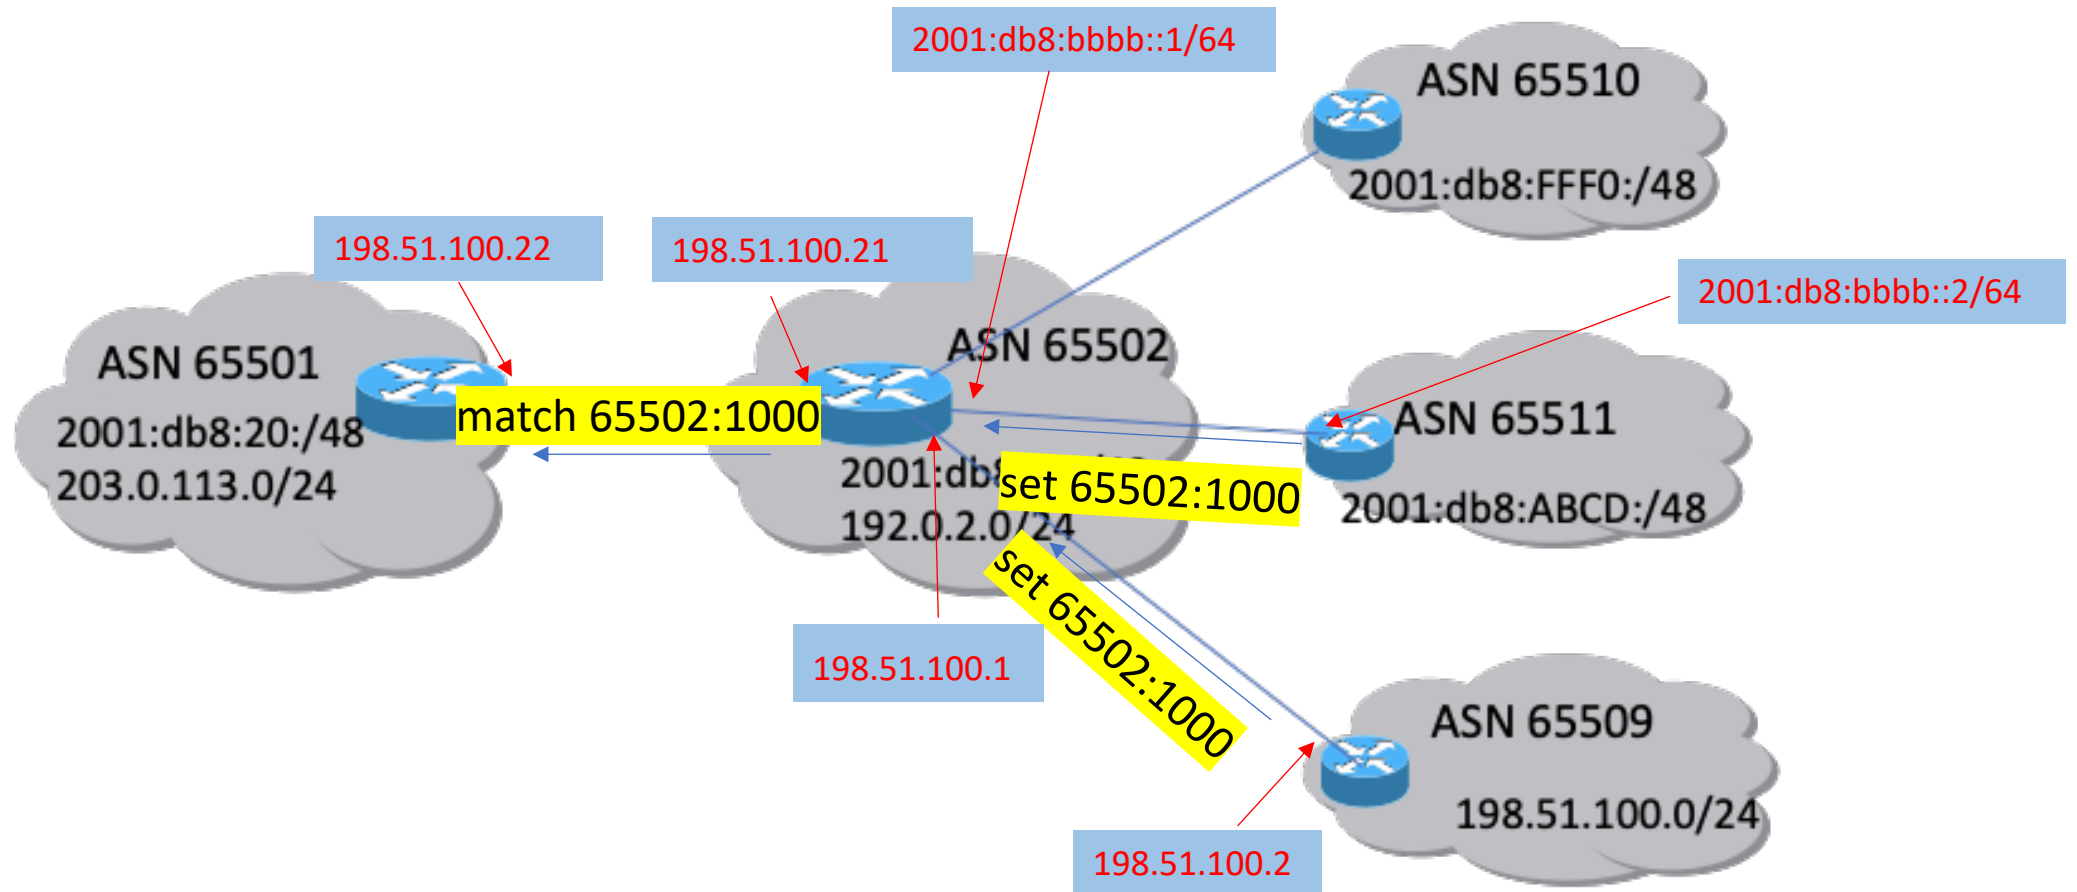 2001:db8:bbbb::1/64
ASN 65510
2001:db8:FFF0:/48
198.51.100.22
198.51.100.21
2001:db8:bbbb::2/64
ASN 65501
2001:db8:20:/48
203.0.113.0/24
match 65502:1000
ASN 65502
2001:db8
192.0.2.0/24
set 65502:1000
ASN 65511
2001:db8:ABCD:/48
set 65502:1000
198.51.100.1
ASN 65509
198.51.100.0/24
198.51.100.2